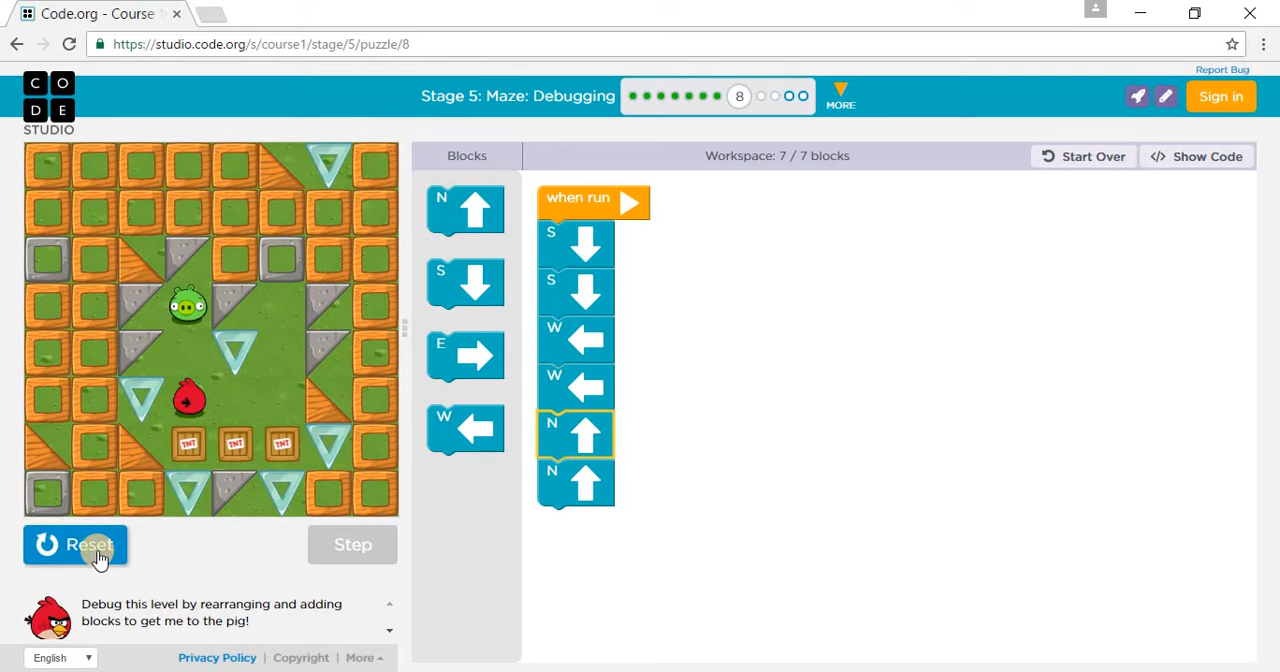 Code.org - Course
https://studio.code.org/s/course1/stage/5/puzzle/8
Report Bug
C O
D E
STUDIO
Stage 5: Maze: Debugging
8
MORE
Sign in
Blocks
Workspace: 7 / 7 blocks
Start Over
</> Show Code
N
S
E
W
when run
S
S
W
W
N
N
TNT TNT TNT
Reset
Step
Debug this level by rearranging and adding
blocks to get me to the pig!
English
Privacy Policy | Copyright | More